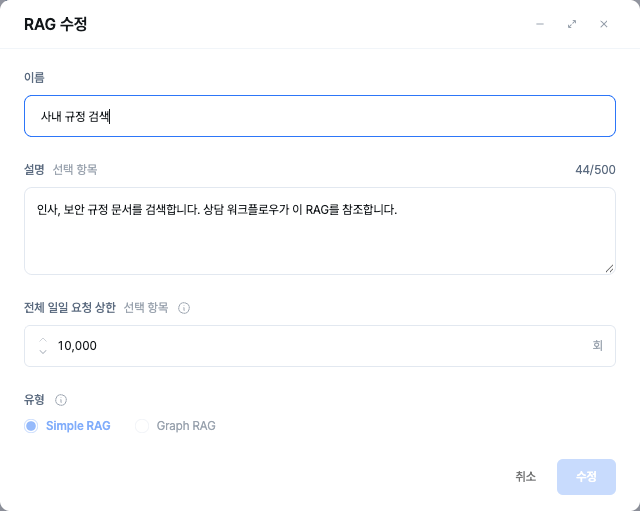 RAG 수정
이름
사내 규정 검색
설명 선택 항목 44/500
인사, 보안 규정 문서를 검색합니다. 상담 워크플로우가 이 RAG를 참조합니다.
전체 일일 요청 상한 선택 항목
10,000 회
유형
Simple RAG Graph RAG
취소 수정